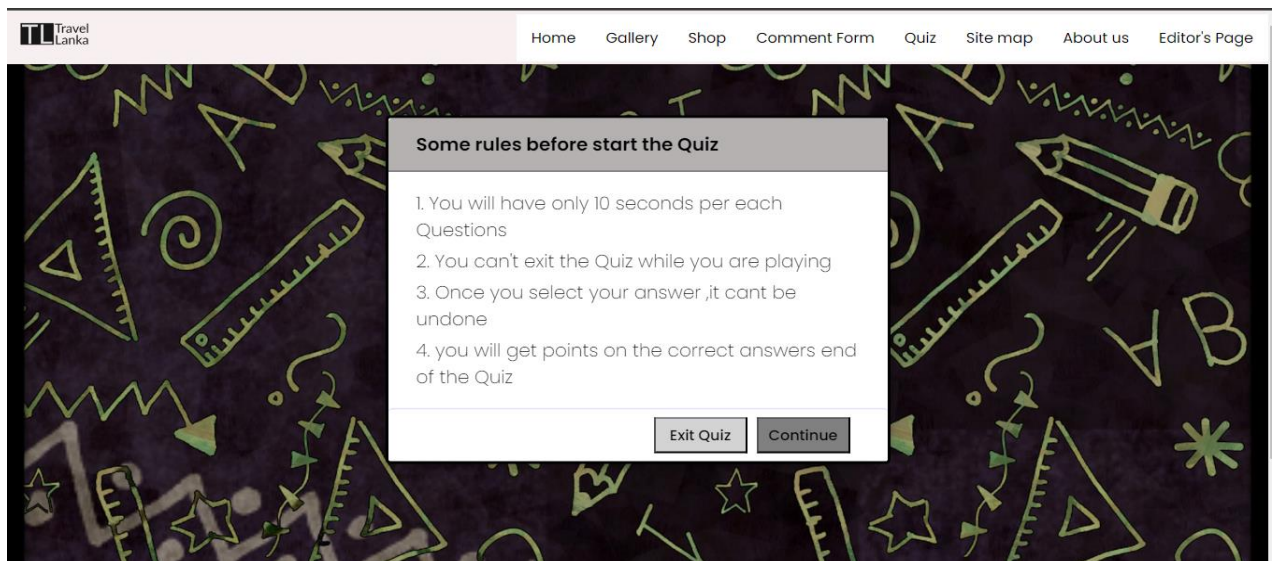 TL Travel
Lanka
Home Gallery Shop Comment Form Quiz Site map About us Editor's Page
Some rules before start the Quiz
1. You will have only 10 seconds per each
Questions
2. You can't exit the Quiz while you are playing
3. Once you select your answer ,it cant be
undone
4. you will get points on the correct answers end
of the Quiz
Exit Quiz Continue